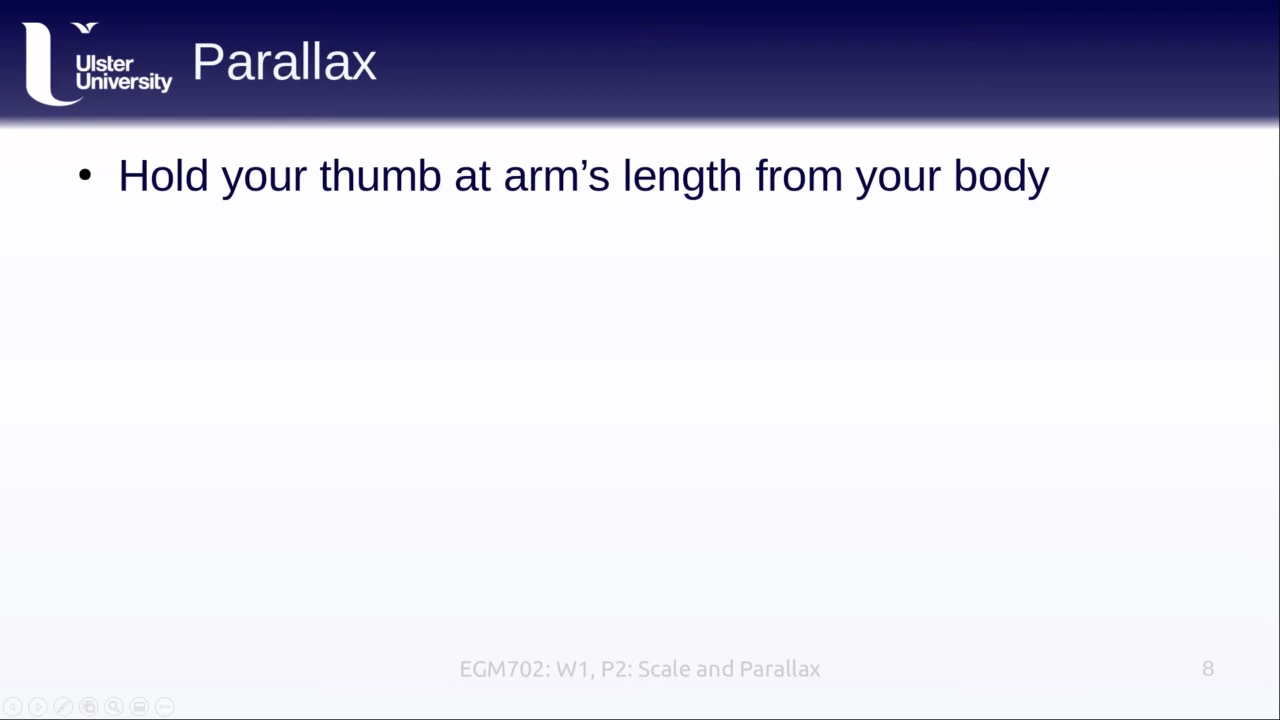 Ulster
University
Parallax
• Hold your thumb at arm’s length from your body
EGM702: W1, P2: Scale and Parallax
8